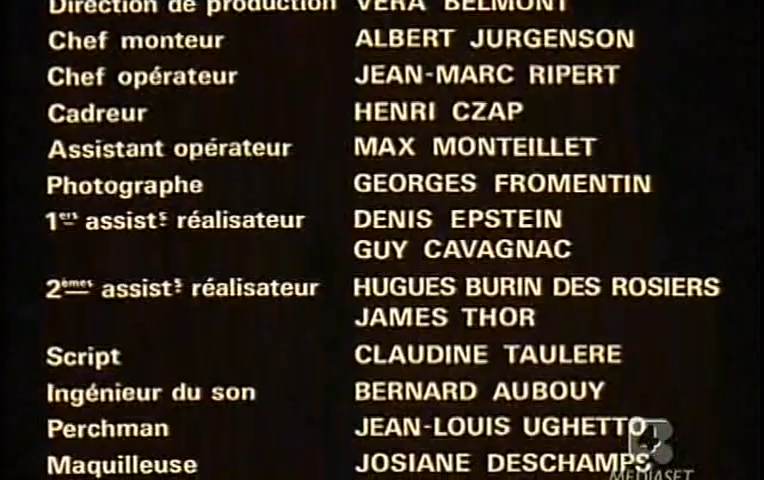 Direction de production VERA BELMONT
Chef monteur ALBERT JURGENSON
Chef opérateur JEAN-MARC RIPERT
Cadreur HENRI CZAP
Assistant opérateur MAX MONTEILLET
Photographe GEORGES FROMENTIN
1ers assists réalisateur DENIS EPSTEIN
GUY CAVAGNAC
2èmes assists réalisateur HUGUES BURIN DES ROSIERS
JAMES THOR
Script CLAUDINE TAULERE
Ingénieur du son BERNARD AUBOUY
Perchman JEAN-LOUIS UGHETTO
Maquilleuse JOSIANE DESCHAMPS
MEDIASET